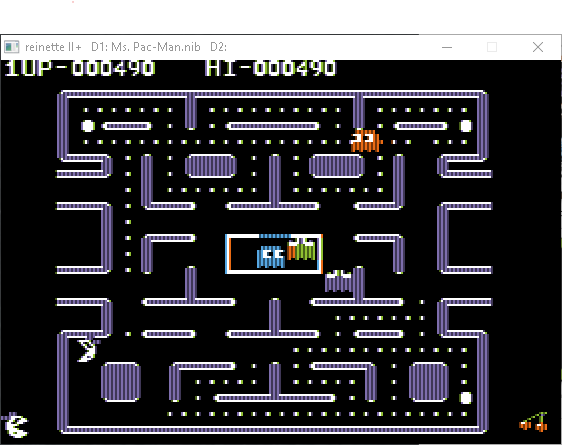 reinette II+ D1: Ms. Pac-Man.nib D2:
1UP-000490 HI-000490